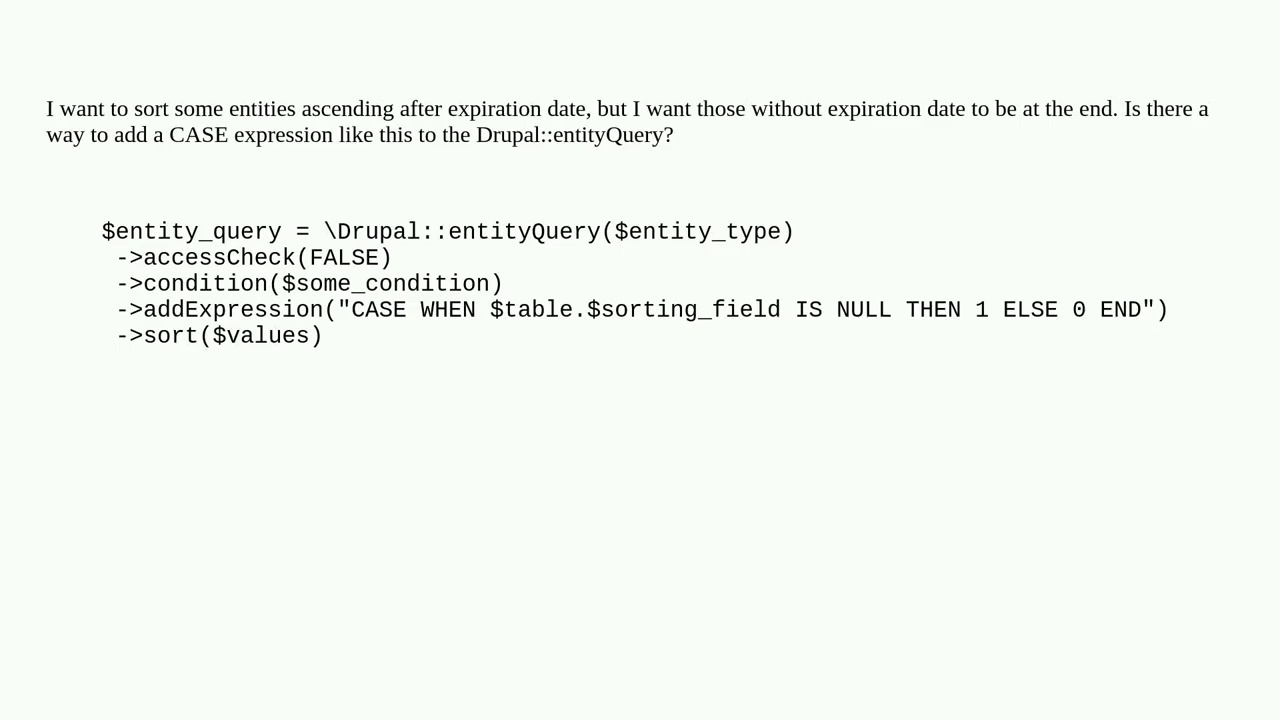 I want to sort some entities ascending after expiration date, but I want those without expiration date to be at the end. Is there a
way to add a CASE expression like this to the Drupal::entityQuery?
$entity_query = \Drupal::entityQuery($entity_type)
->accessCheck(FALSE)
->condition($some_condition)
->addExpression("CASE WHEN $table.$sorting_field IS NULL THEN 1 ELSE 0 END")
->sort($values)